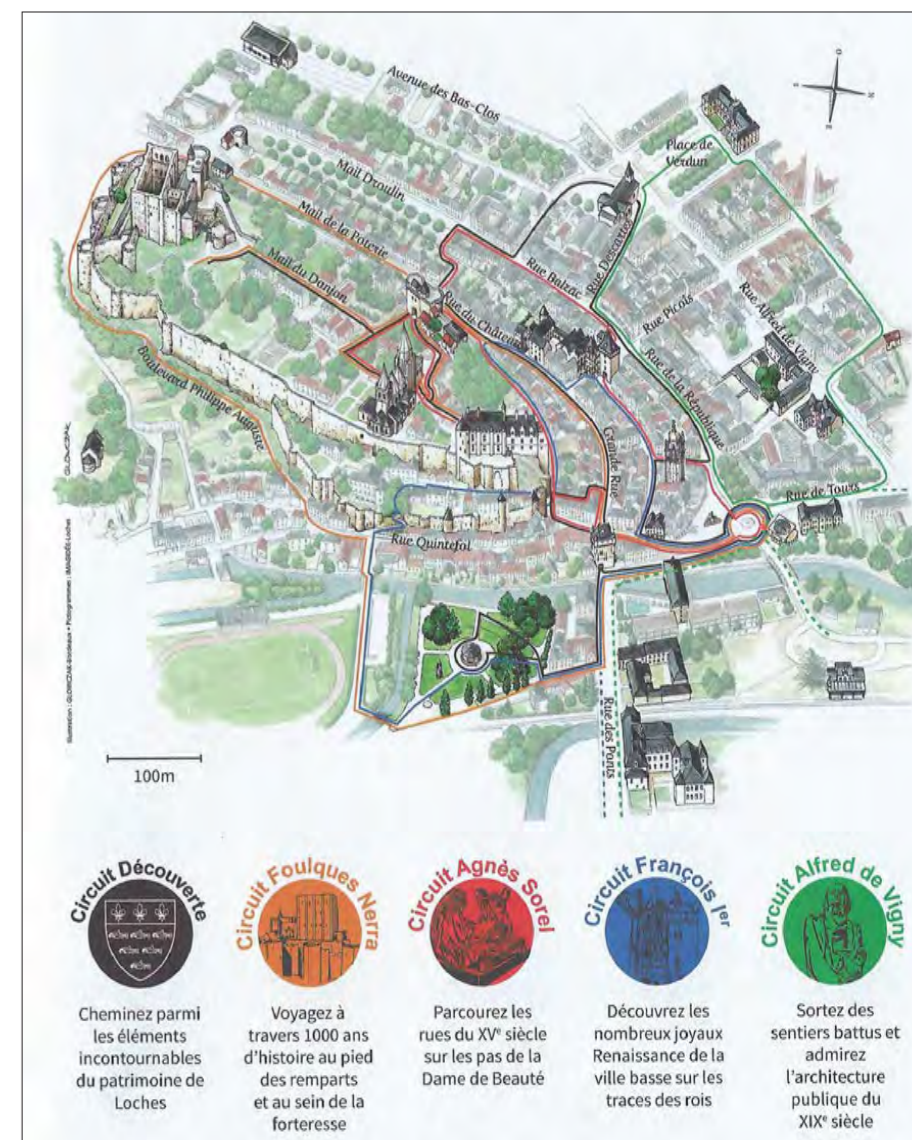 Avenue des Bas-Clos
Place de
Verdun
Mail Droulin
Mail de la Poterie
Mail du Donjon
Rue Balzac
Rue Descartes
Rue du Château
Rue Picois
Rue Alfred de Vigny
Rue de la République
Boulevard Philippe Auguste
Grande Rue
Rue de Tours
Rue Quintefol
Rue des Ponts
100m
Circuit Découverte
Cheminez parmi
les éléments
incontournables
du patrimoine de
Loches
Circuit Foulques Nerra
Voyagez à
travers 1000 ans
d'histoire au pied
des remparts
et au sein de la
forteresse
Circuit Agnès Sorel
Parcourez les
rues du XVe siècle
sur les pas de la
Dame de Beauté
Circuit François Ier
Découvrez les
nombreux joyaux
Renaissance de la
ville basse sur les
traces des rois
Circuit Alfred de Vigny
Sortez des
sentiers battus et
admirez
l'architecture
publique du
XIXe siècle